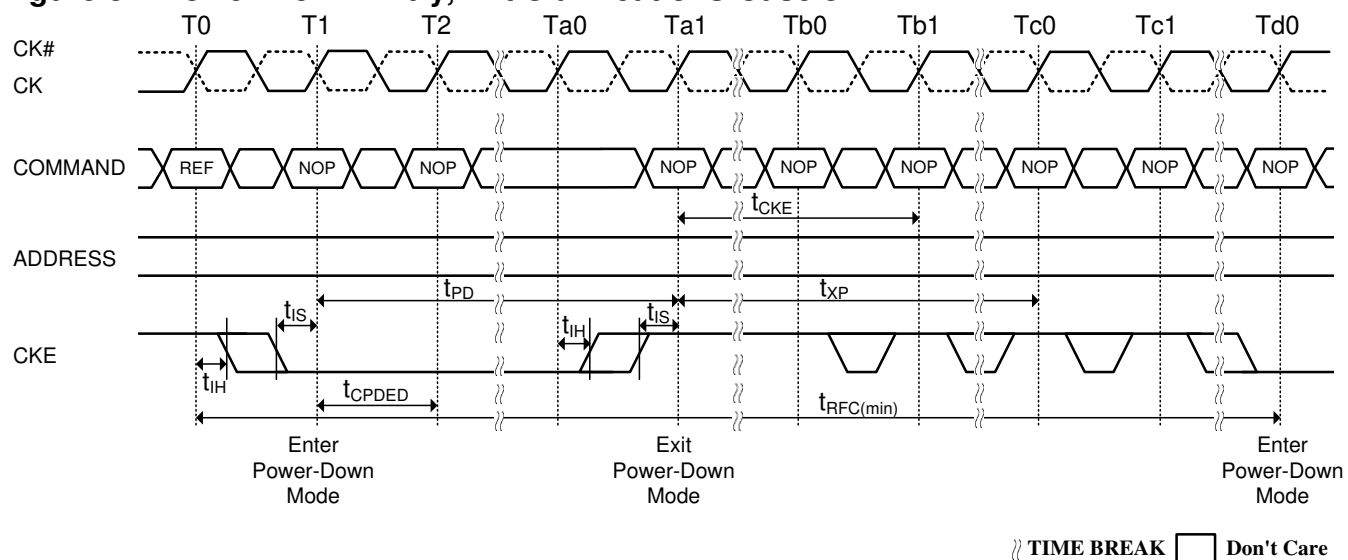 T0 T1 T2 Ta0 Ta1 Tb0 Tb1 Tc0 Tc1 Td0
CK#
CK
COMMAND REF NOP NOP NOP NOP NOP NOP NOP NOP
tCKE
ADDRESS
tPD tXP
tIS tIH tIS
CKE
tIH tCPDED tRFC(min)
Enter Power-Down Mode
Exit Power-Down Mode
Enter Power-Down Mode
TIME BREAK Don't Care